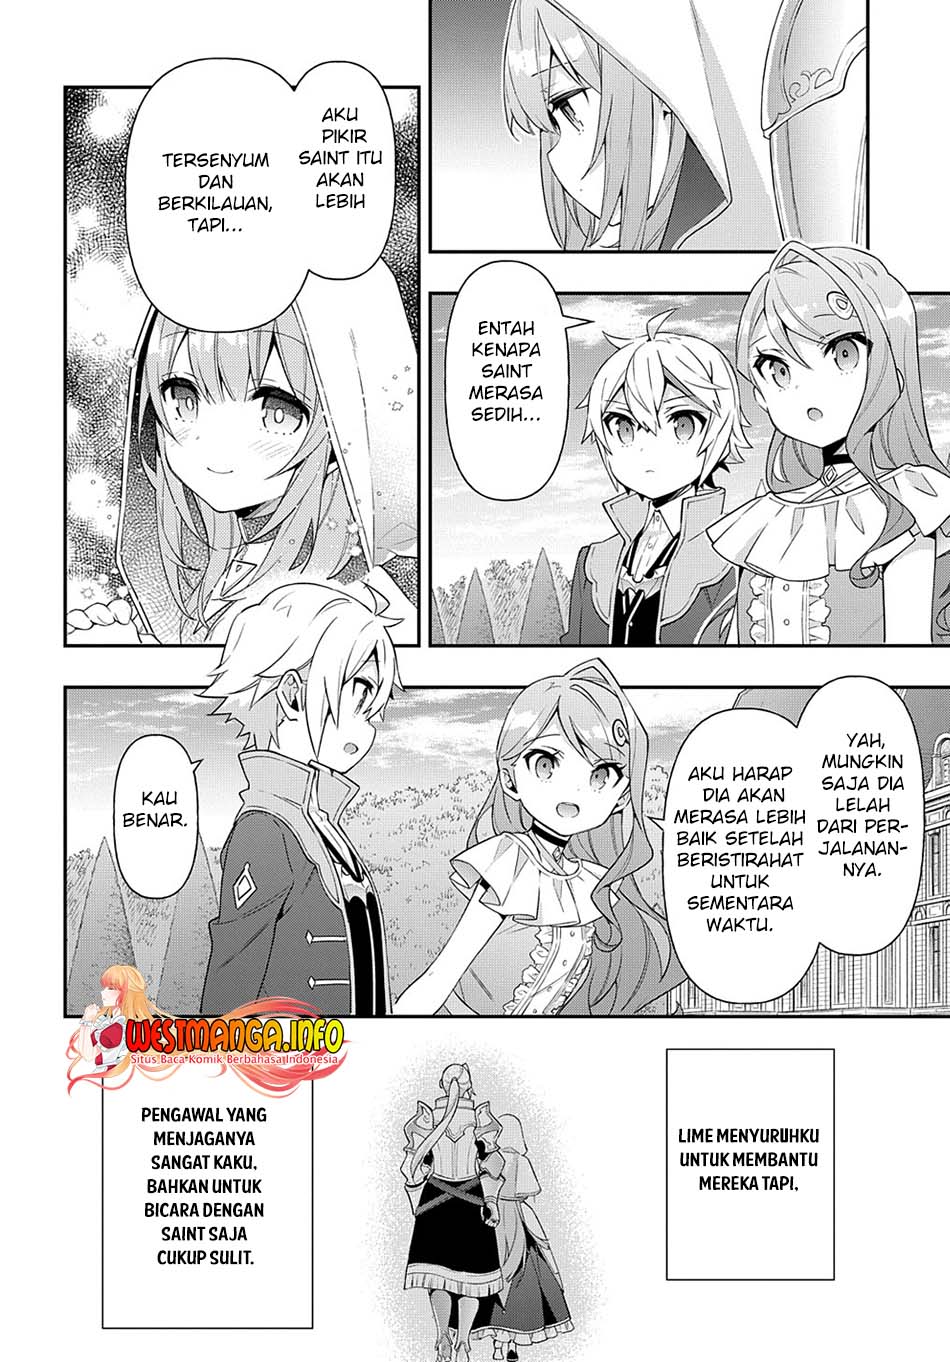 ENTAH
KENAPA
SAINT
MERASA
SEDIH...
AKU
PIKIR
SAINT ITU
AKAN
LEBIH
TERSENYUM
DAN
BERKILAUAN,
TAPI...
YAH,
MUNGKIN
SAJA DIA
LELAH
DARI PER-
JALANAN-
NYA.
AKU HARAP
DIA AKAN
MERASA LEBIH
BAIK SETELAH
BERISTIRAHAT
UNTUK
SEMENTARA
WAKTU.
KAU
BENAR.
WESTMANGA.INFO
SITUS BACA KOMIK BERBAHASA INDONESIA
LIME MENYURUHKU
UNTUK MEMBANTU
MEREKA TAPI,
PENGAWAL YANG
MENJAGANYA
SANGAT KAKU,
BAHKAN UNTUK
BICARA DENGAN
SAINT SAJA
CUKUP SULIT.